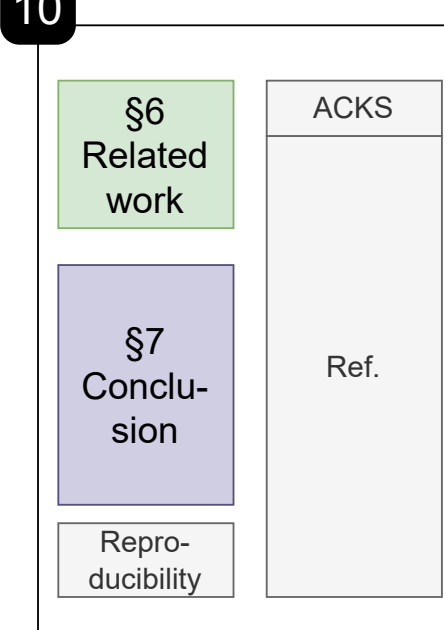 10
§6
Related
work
§7
Conclu-
sion
Repro-
ducibility
ACKS
Ref.